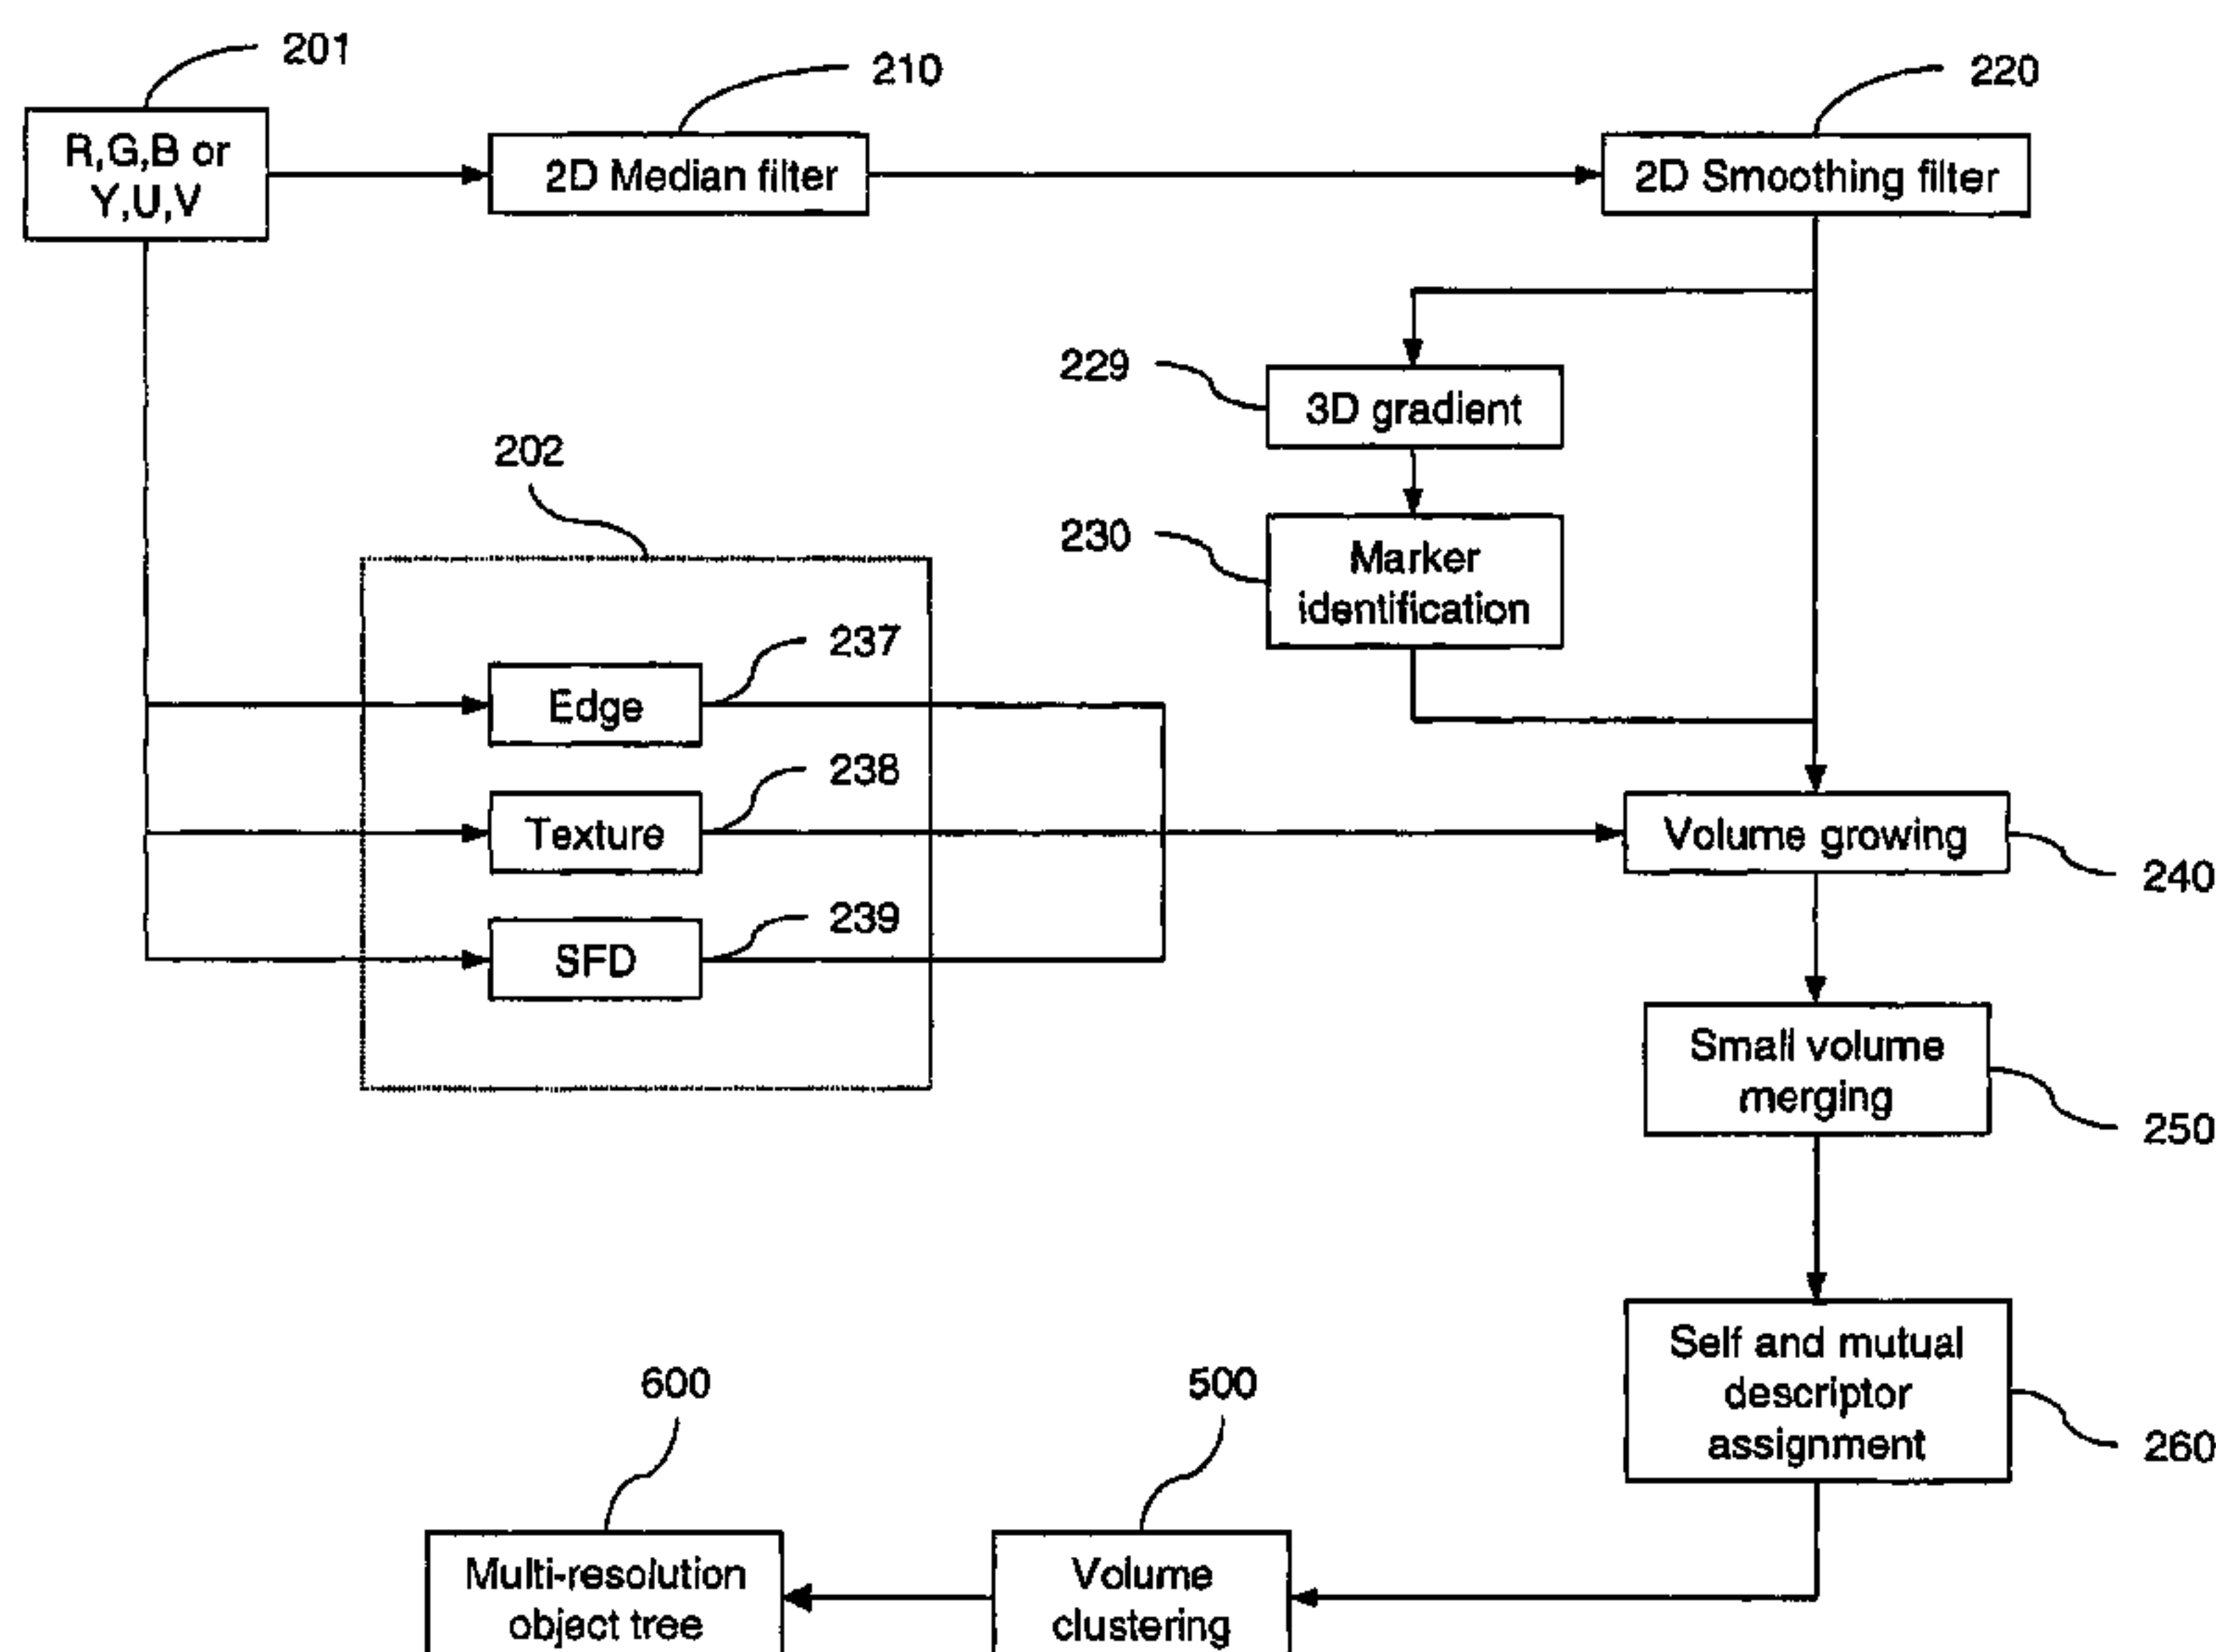 201
210
220
R,G,B or
Y,U,V
2D Median filter
2D Smoothing filter
229
3D gradient
202
230
Marker
identification
237
Edge
238
Texture
Volume growing
240
239
SFD
Small volume
merging
250
Self and mutual
descriptor
assignment
260
600
500
Multi-resolution
object tree
Volume
clustering